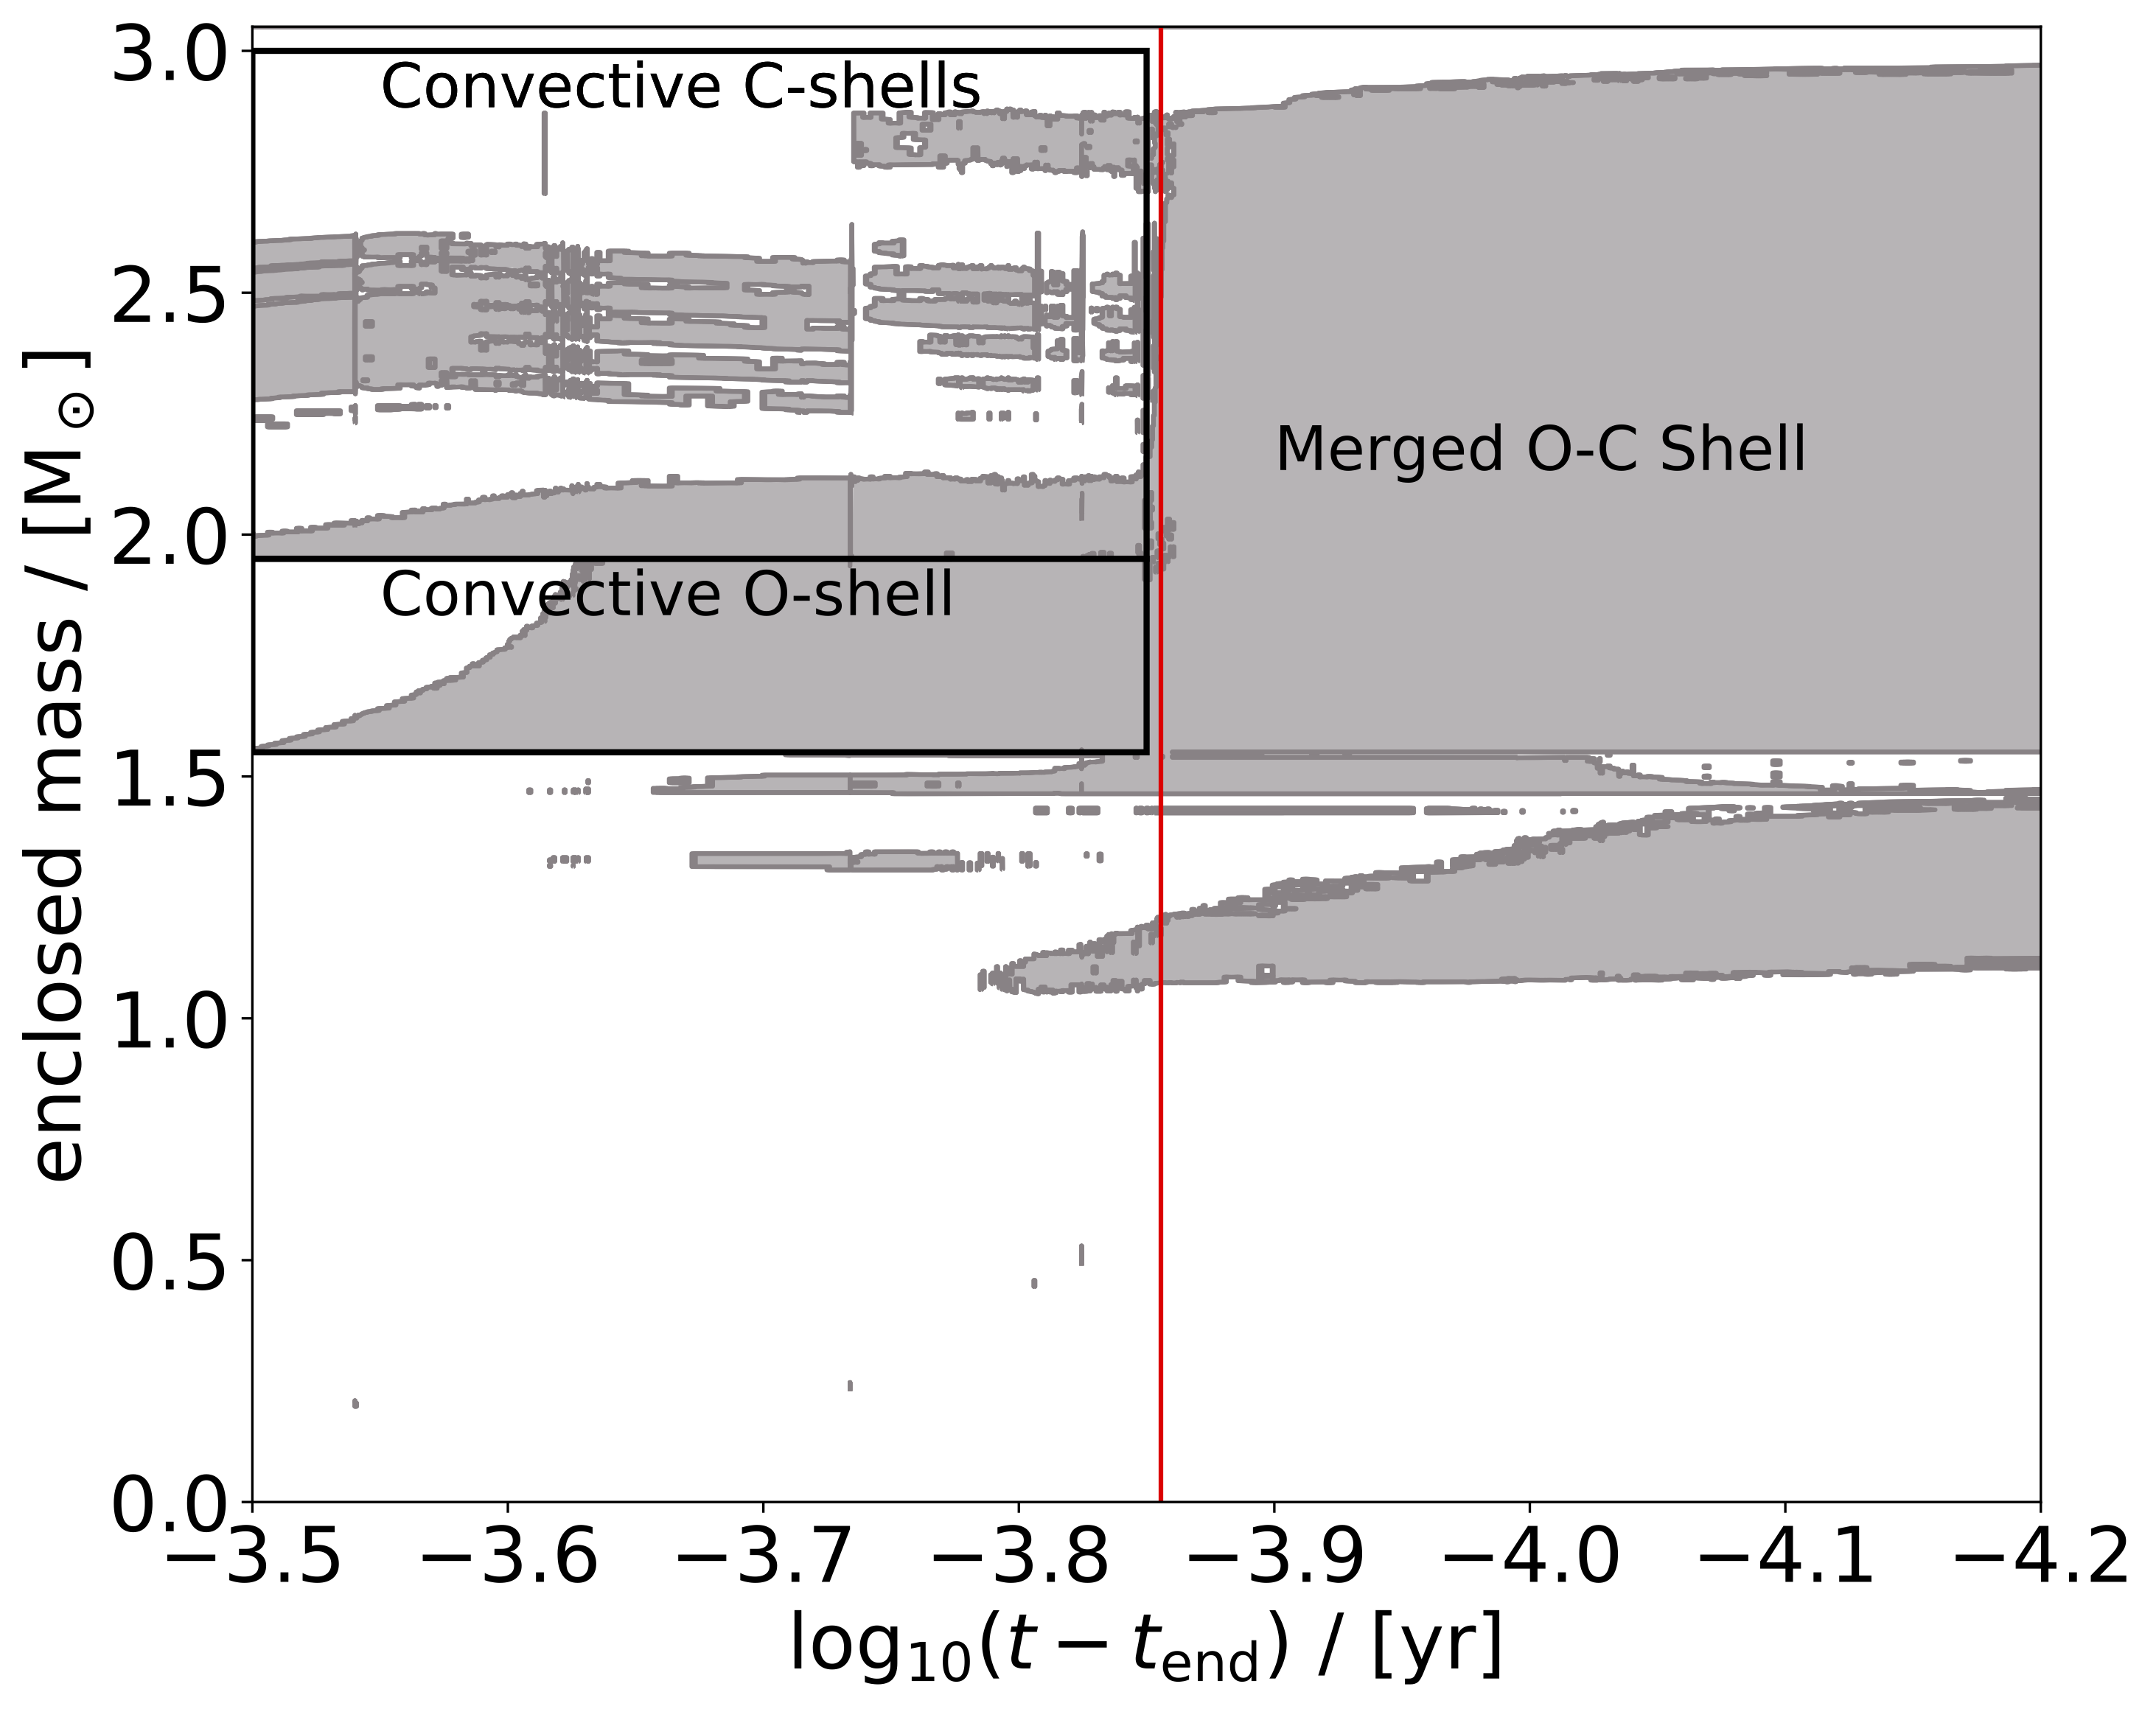 3.0
Convective C-shells
2.5
Merged O-C Shell
2.0
Convective O-shell
1.5
1.0
0.5
0.0
−3.5 −3.6 −3.7 −3.8 −3.9 −4.0 −4.1 −4.2
enclosed mass / [M⊙]
log₁₀(t − tend) / [yr]